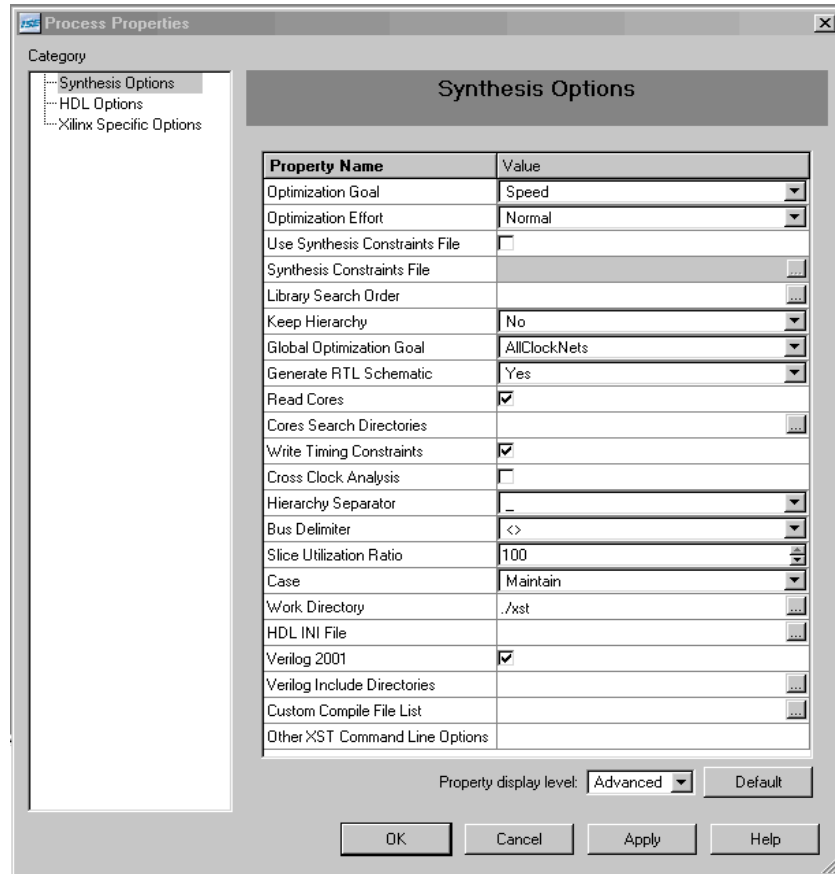 ISE Process Properties
Category
Synthesis Options
HDL Options
Xilinx Specific Options
Synthesis Options
Property Name Value
Optimization Goal Speed
Optimization Effort Normal
Use Synthesis Constraints File
Synthesis Constraints File ...
Library Search Order ...
Keep Hierarchy No
Global Optimization Goal AllClockNets
Generate RTL Schematic Yes
Read Cores
Cores Search Directories ...
Write Timing Constraints
Cross Clock Analysis
Hierarchy Separator _
Bus Delimiter <>
Slice Utilization Ratio 100
Case Maintain
Work Directory ./xst ...
HDL INI File ...
Verilog 2001
Verilog Include Directories ...
Custom Compile File List ...
Other XST Command Line Options
Property display level: Advanced Default
OK Cancel Apply Help